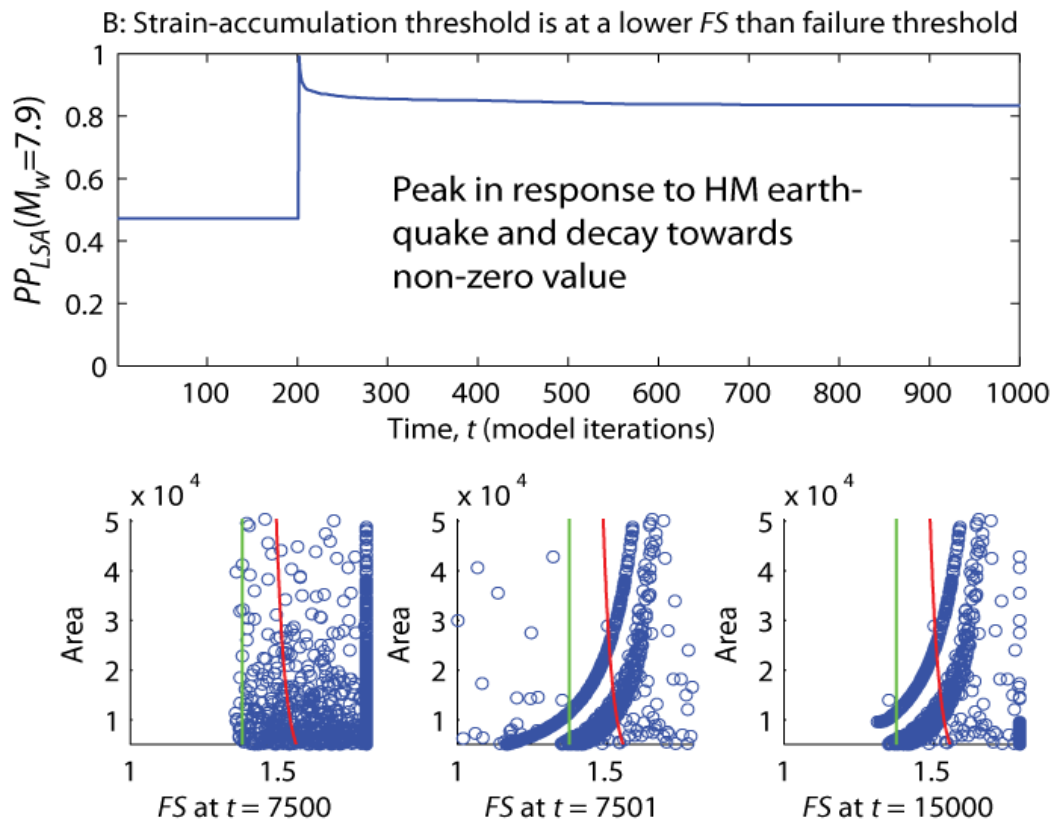 B: Strain-accumulation threshold is at a lower FS than failure threshold
1
0.8
0.6
0.4
0.2
0
PP_LSA(M_w=7.9)
Peak in response to HM earth-
quake and decay towards
non-zero value
100 200 300 400 500 600 700 800 900 1000
Time, t (model iterations)
x 10^4
5
4
3
2
1
Area
1 1.5
FS at t = 7500
x 10^4
5
4
3
2
1
Area
1 1.5
FS at t = 7501
x 10^4
5
4
3
2
1
Area
1 1.5
FS at t = 15000